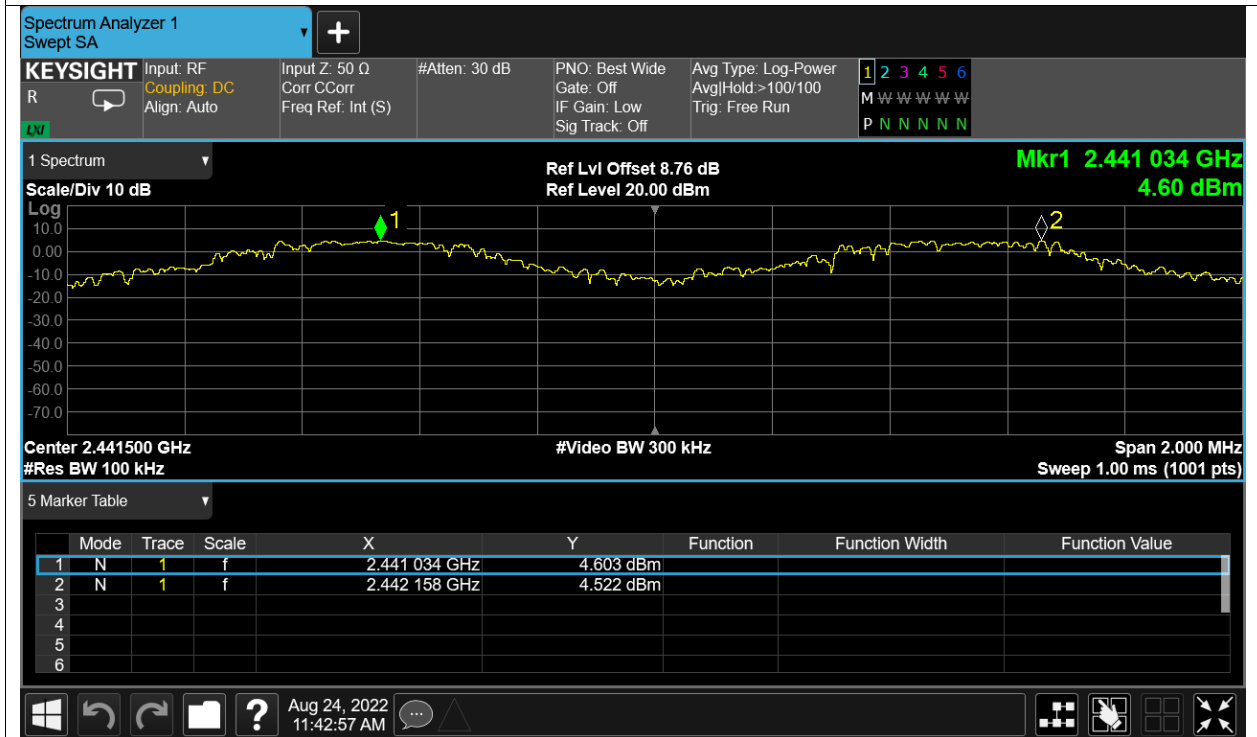 Spectrum Analyzer 1
Swept SA
KEYSIGHT Input: RF Input Z: 50 Ω #Atten: 30 dB PNO: Best Wide Avg Type: Log-Power 1 2 3 4 5 6
R Coupling: DC Corr CCorr Gate: Off Avg|Hold:>100/100
Align: Auto Freq Ref: Int (S) IF Gain: Low Trig: Free Run M W W W W W W
LXI Sig Track: Off P N N N N N N
1 Spectrum Ref Lvl Offset 8.76 dB Mkr1 2.441 034 GHz
Scale/Div 10 dB Ref Level 20.00 dBm 4.60 dBm
Log
1 2
10.0
0.00
-10.0
-20.0
-30.0
-40.0
-50.0
-60.0
-70.0
Center 2.441500 GHz #Video BW 300 kHz Span 2.000 MHz
#Res BW 100 kHz Sweep 1.00 ms (1001 pts)
5 Marker Table
Mode Trace Scale X Y Function Function Width Function Value
1 N 1 f 2.441 034 GHz 4.603 dBm
2 N 1 f 2.442 158 GHz 4.522 dBm
3
4
5
6
? Aug 24, 2022
11:42:57 AM